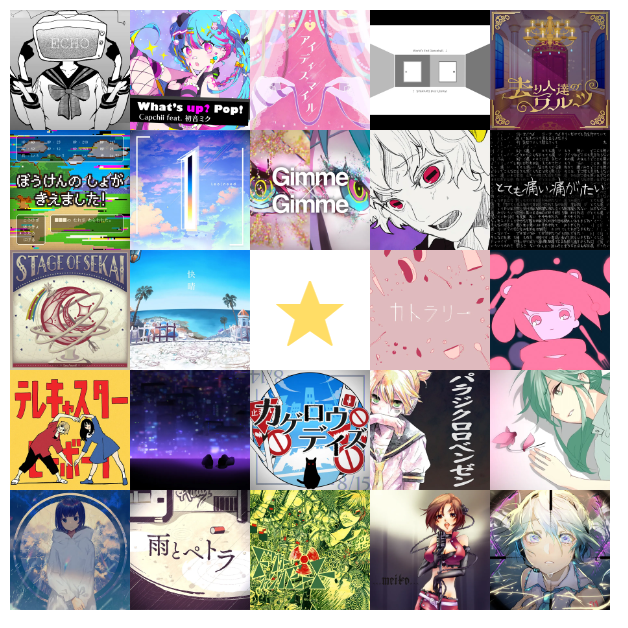 ECHO
What's up? Pop!
Capchii feat. 初音ミク
アイディスマイル
去り人達のワルツ
ぼうけんの しょが
きえました!
1
Gimme
Gimme
とても痛い痛がたい
STAGE OF SEKAI
快晴
カトラリー
テレキャスター
ビーボーイ
カゲロウ
デイズ
8/15
パラジクロロベンゼン
雨とペトラ
meiko